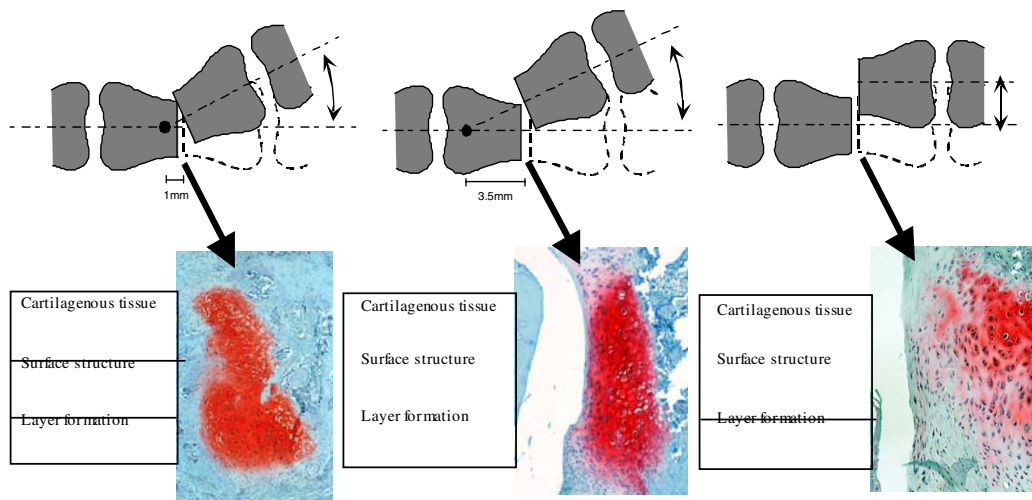 1mm
3.5mm
Cartilagenous tissue
Surface structure
Layer formation
Cartilagenous tissue
Surface structure
Layer formation
Cartilagenous tissue
Surface structure
Layer formation